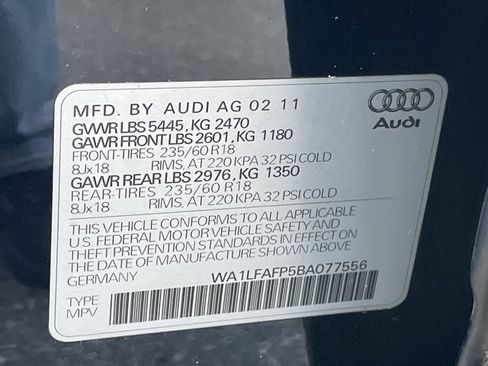 MFD. BY AUDI AG 02 11
GVWR LBS 5445, KG 2470
GAWR FRONT LBS 2601, KG 1180
FRONT-TIRES 235/60 R18
8Jx18 RIMS, AT 220 KPA 32 PSI COLD
GAWR REAR LBS 2976, KG 1350
REAR-TIRES 235/60 R18
8Jx18 RIMS, AT 220 KPA 32 PSI COLD
THIS VEHICLE CONFORMS TO ALL APPLICABLE
U.S. FEDERAL MOTOR VEHICLE SAFETY AND
THEFT PREVENTION STANDARDS IN EFFECT ON
THE DATE OF MANUFACTURE SHOWN ABOVE.
GERMANY WA1LFAFP5BA077556
TYPE
MPV
Audi